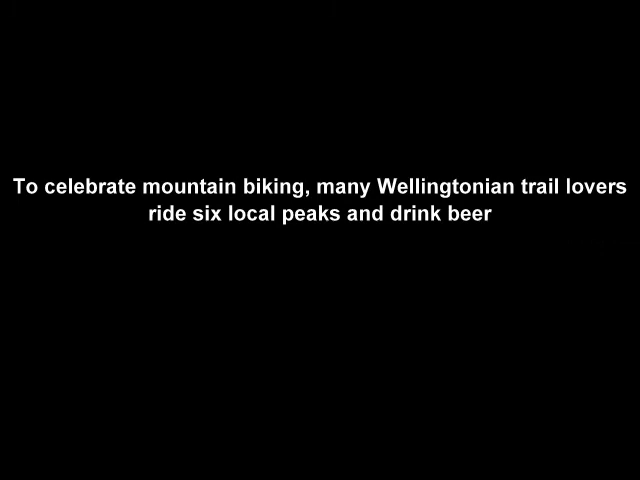 To celebrate mountain biking, many Wellingtonian trail lovers
ride six local peaks and drink beer